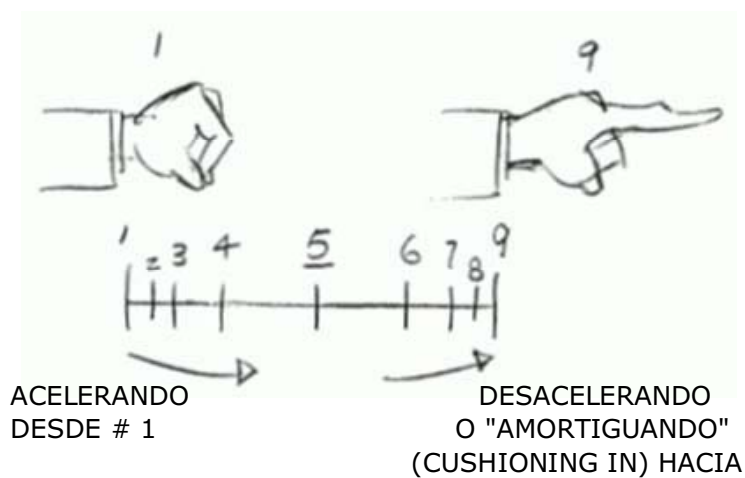 1 9
1 2 3 4 5 6 7 8 9
ACELERANDO
DESDE # 1
DESACELERANDO
O "AMORTIGUANDO"
(CUSHIONING IN) HACIA